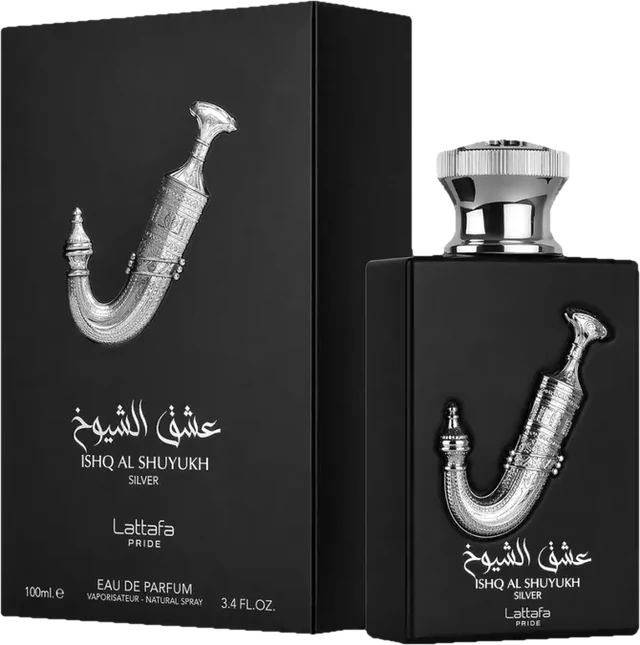 عشق الشيوخ
ISHQ AL SHUYUKH
SILVER
Lattafa
PRIDE
100ml. e
EAU DE PARFUM
VAPORISATEUR - NATURAL SPRAY
3.4 FL.OZ.
عشق الشيوخ
ISHQ AL SHUYUKH
SILVER
Lattafa
PRIDE